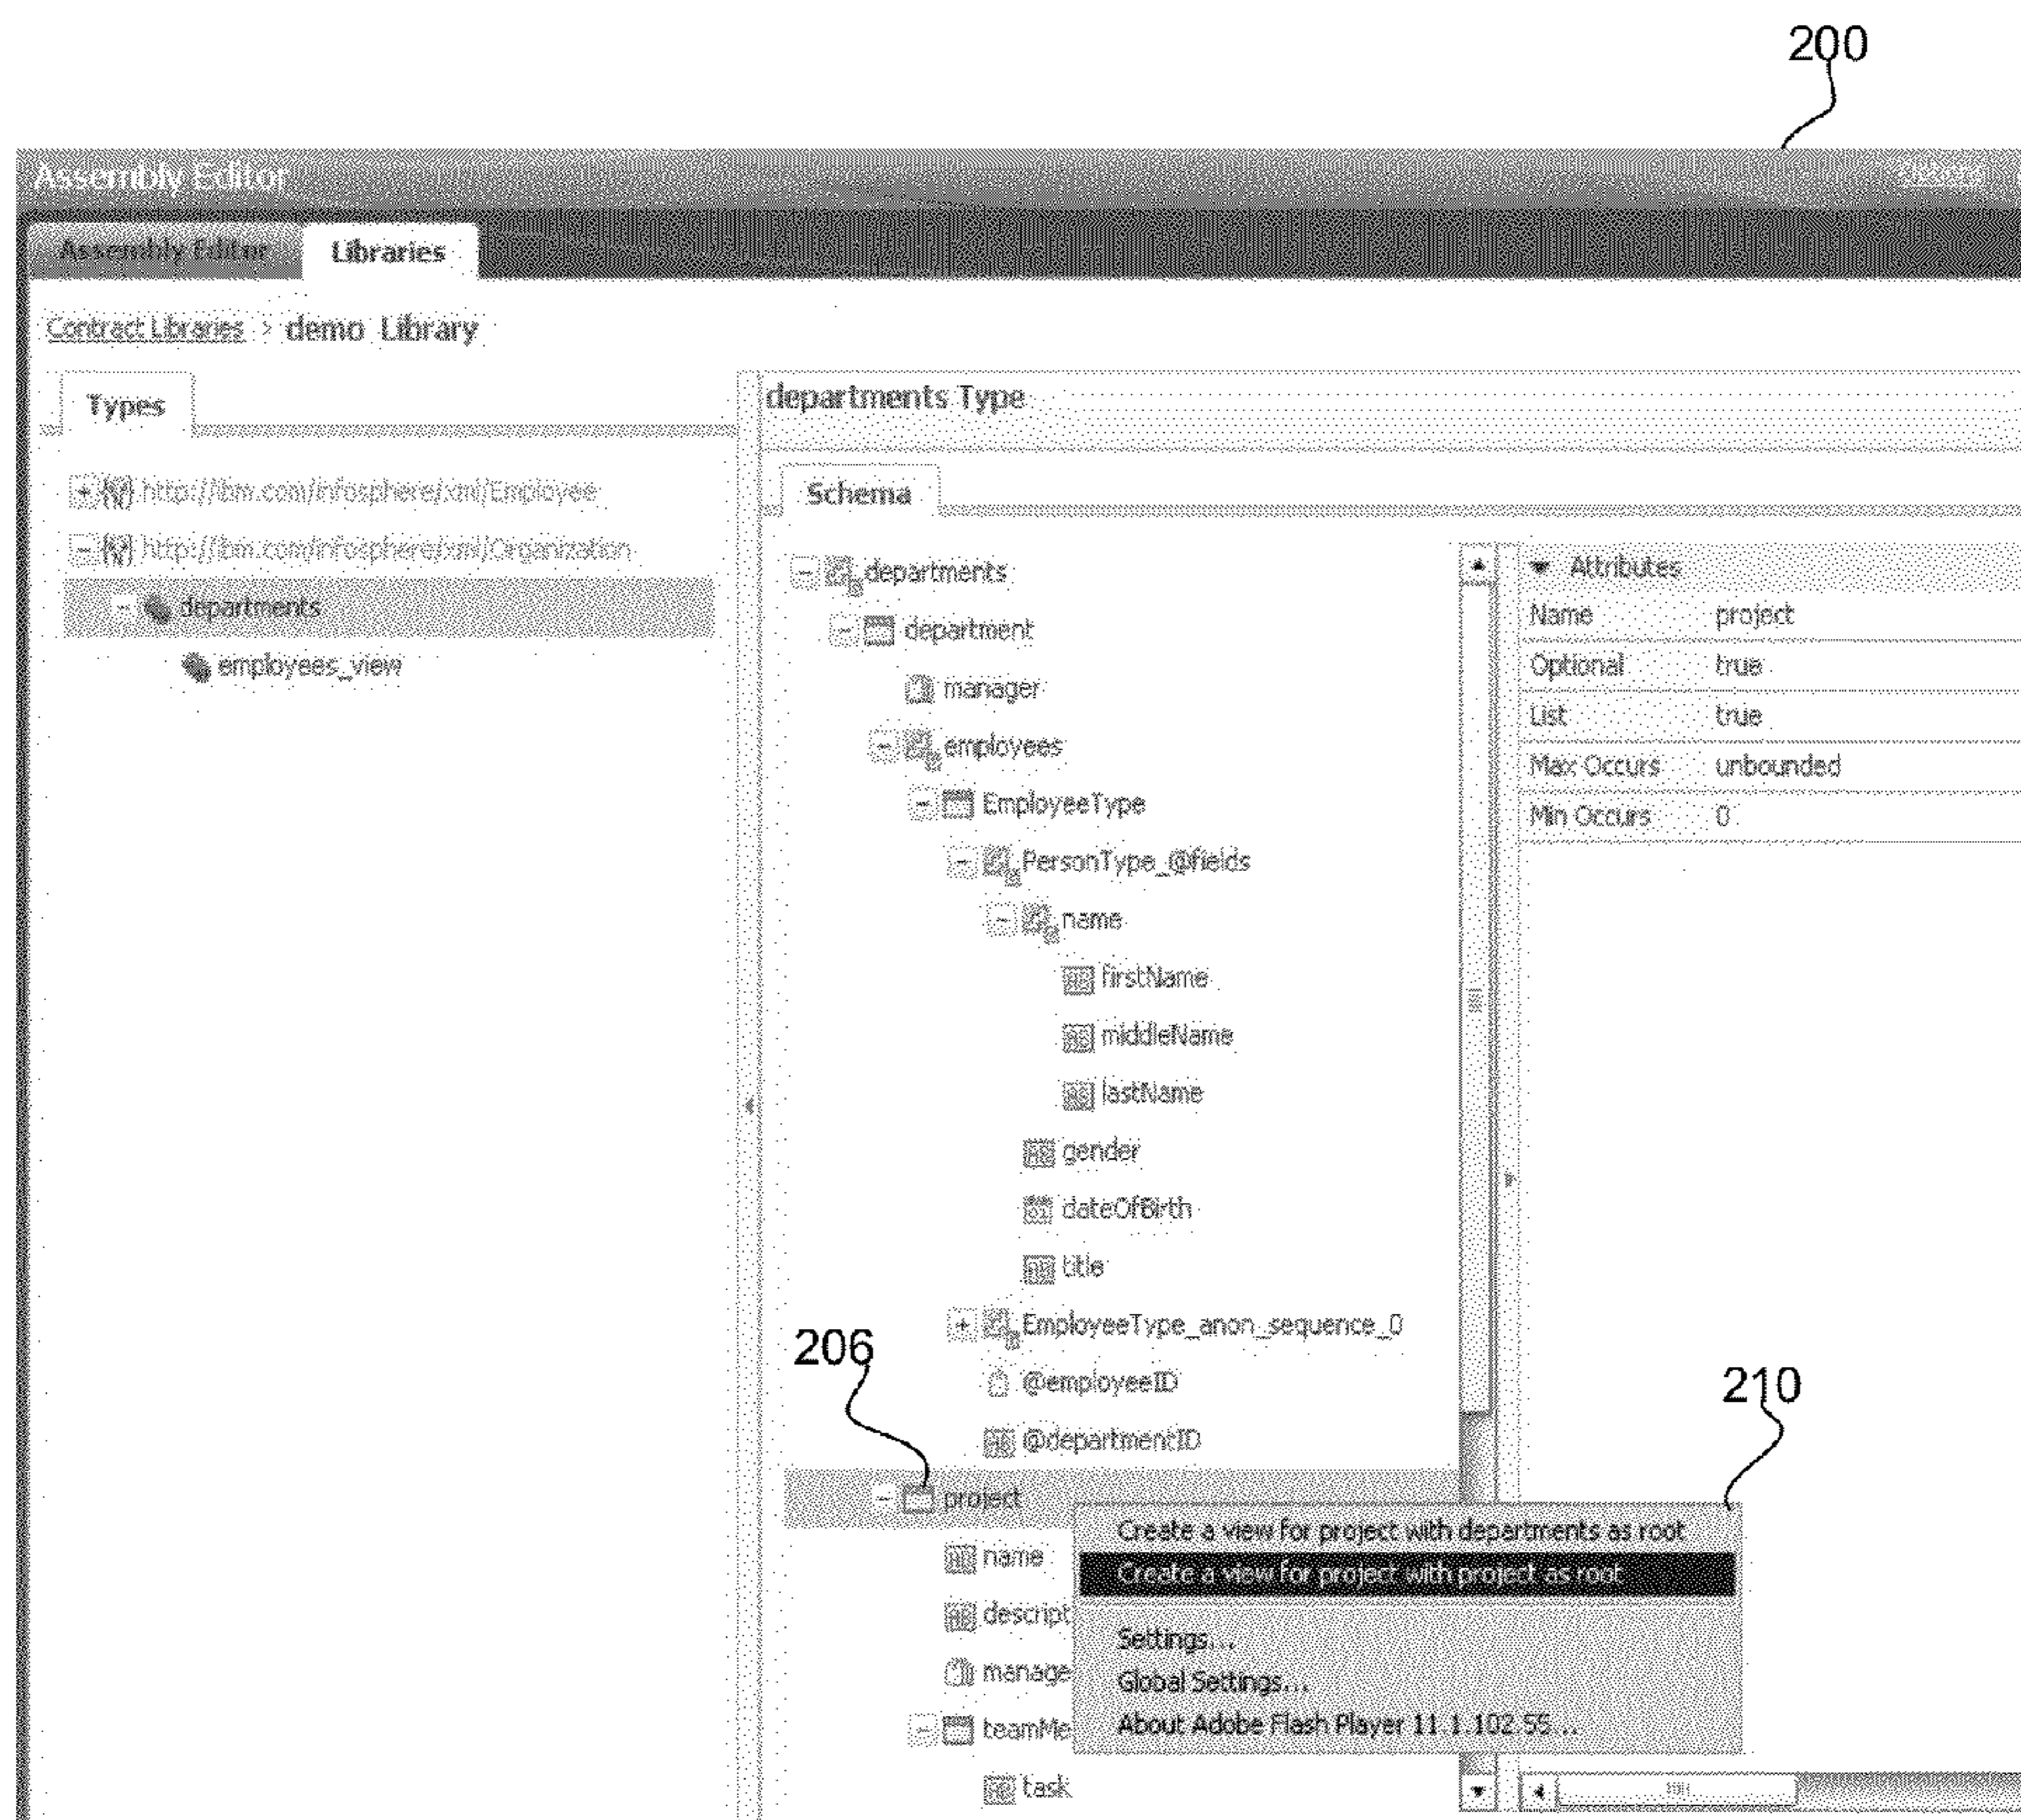 200
Assembly Editor
Assembly Editor Libraries
Contract Libraries > demo Library
Types
departments Type
Schema
http://ibm.com/infosphere/xml/Employee
http://ibm.com/infosphere/xml/Organization
departments
employees_view
departments
department
manager
employees
EmployeeType
PersonType_@fields
name
firstName
middleName
lastName
gender
dateOfBirth
title
EmployeeType_anon_sequence_0
@employeeID
@departmentID
206
project
name
descript
manage
teamMe
task
Attributes
Name project
Optional true
List true
Max Occurs unbounded
Min Occurs 0
210
Create a view for project with departments as root
Create a view for project with project as root
Settings...
Global Settings...
About Adobe Flash Player 11.1.102.55...